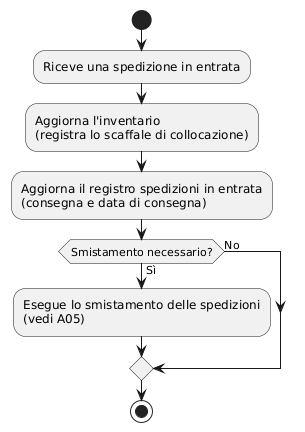 Riceve una spedizione in entrata
Aggiorna l'inventario
(registra lo scaffale di collocazione)
Aggiorna il registro spedizioni in entrata
(consegna e data di consegna)
Smistamento necessario?
No
Sì
Esegue lo smistamento delle spedizioni
(vedi A05)